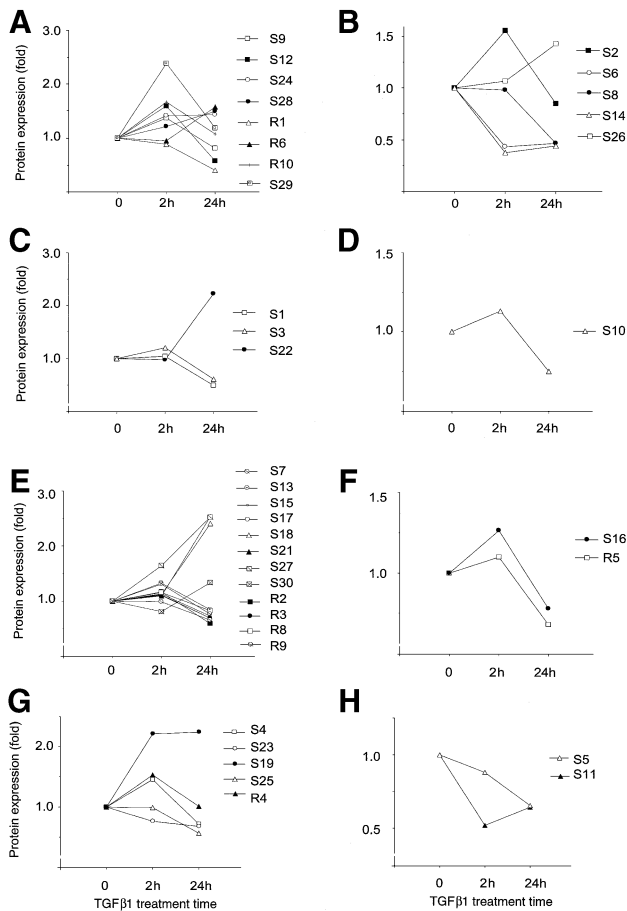 A
Protein expression (fold)
3.0
2.0
1.0
0 2h 24h
S9
S12
S24
S28
R1
R6
R10
S29
B
1.5
1.0
0.5
0 2h 24h
S2
S6
S8
S14
S26
C
Protein expression (fold)
3.0
2.0
1.0
0 2h 24h
S1
S3
S22
D
1.5
1.0
0 2h 24h
S10
E
Protein expression (fold)
3.0
2.0
1.0
0 2h 24h
S7
S13
S15
S17
S18
S21
S27
S30
R2
R3
R8
R9
F
1.5
1.0
0 2h 24h
S16
R5
G
Protein expression (fold)
2.0
1.0
0 2h 24h
TGFβ1 treatment time
S4
S23
S19
S25
R4
H
1.0
0.5
0 2h 24h
TGFβ1 treatment time
S5
S11